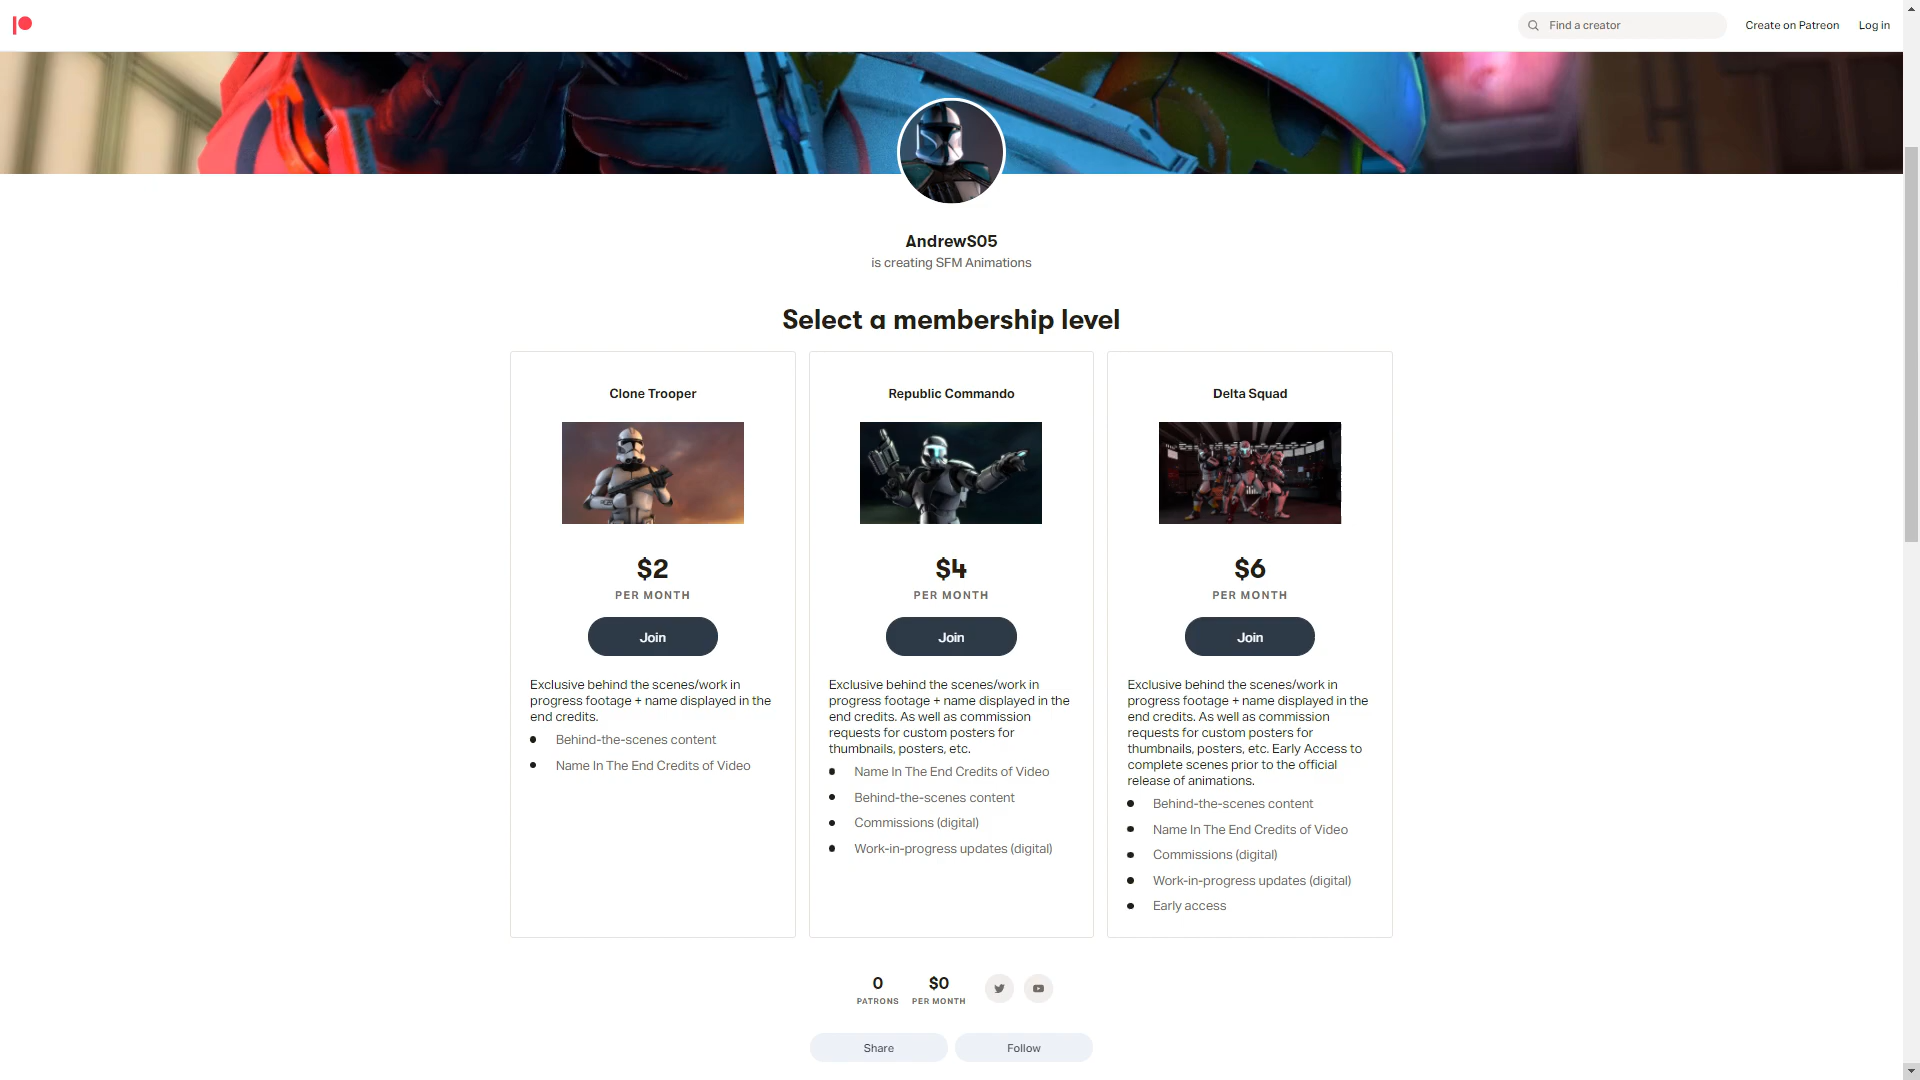 Find a creator
Create on Patreon
Log in
AndrewS05
is creating SFM Animations
Select a membership level
Clone Trooper
$2
PER MONTH
Join
Exclusive behind the scenes/work in
progress footage + name displayed in the
end credits.
Behind-the-scenes content
Name In The End Credits of Video
Republic Commando
$4
PER MONTH
Join
Exclusive behind the scenes/work in
progress footage + name displayed in the
end credits. As well as commission
requests for custom posters for
thumbnails, posters, etc.
Name In The End Credits of Video
Behind-the-scenes content
Commissions (digital)
Work-in-progress updates (digital)
Delta Squad
$6
PER MONTH
Join
Exclusive behind the scenes/work in
progress footage + name displayed in the
end credits. As well as commission
requests for custom posters for
thumbnails, posters, etc. Early Access to
complete scenes prior to the official
release of animations.
Behind-the-scenes content
Name In The End Credits of Video
Commissions (digital)
Work-in-progress updates (digital)
Early access
0
PATRONS
$0
PER MONTH
Share
Follow